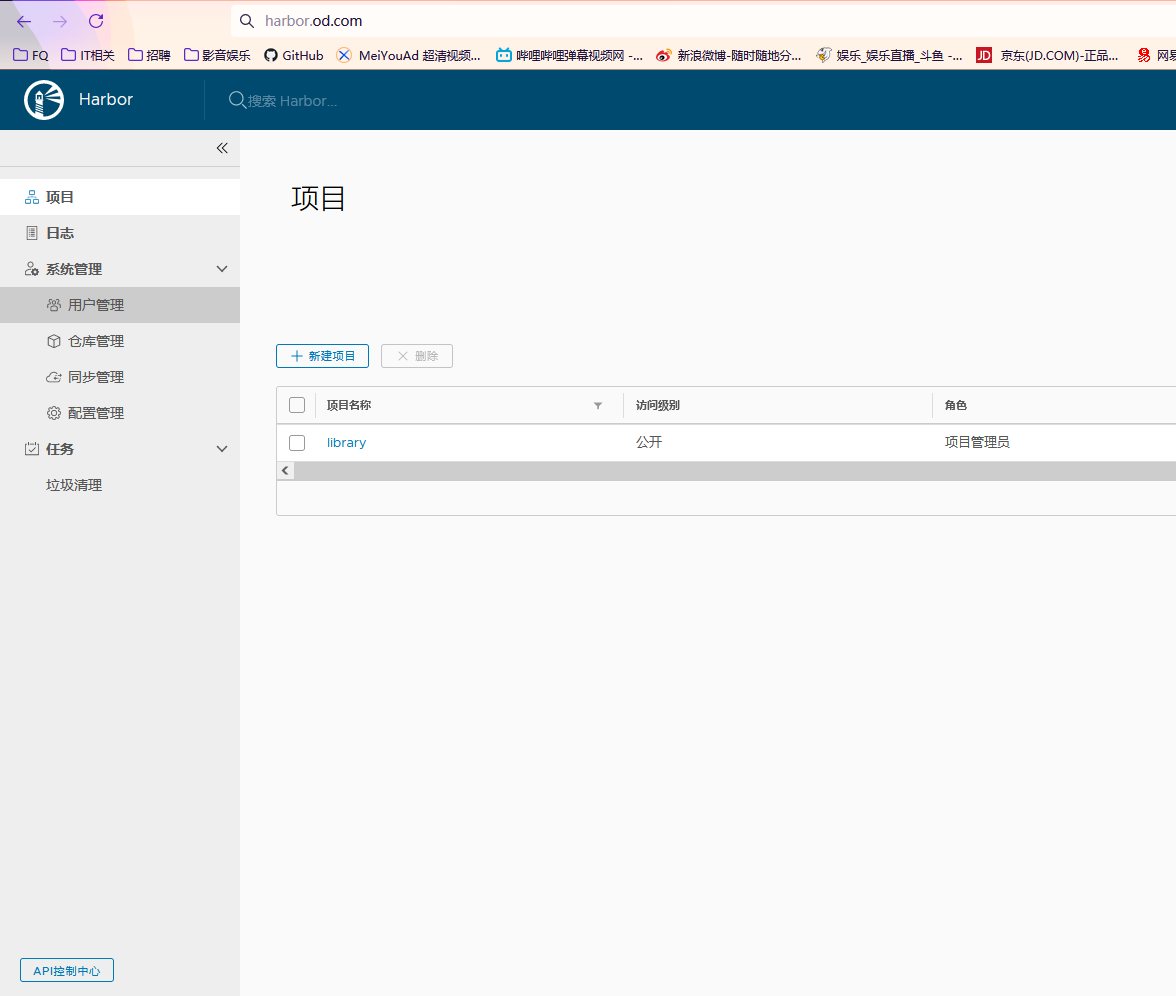 harbor.od.com
FQ IT相关 招聘 影音娱乐 GitHub MeiYouAd 超清视频... 哔哩哔哩弹幕视频网 -... 新浪微博-随时随地分... 娱乐_娱乐直播_斗鱼 -... JD 京东(JD.COM)-正品... 网易
Harbor 搜索 Harbor...
项目
项目
日志
系统管理
用户管理
仓库管理
同步管理
配置管理
任务
垃圾清理
新建项目 删除
项目名称 访问级别 角色
library 公开 项目管理员
API控制中心